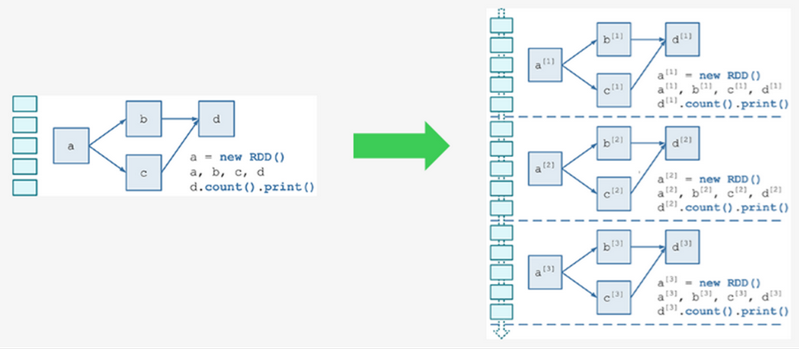 a
b
d
c
a = new RDD()
a, b, c, d
d.count().print()
a[1]
b[1]
d[1]
c[1]
a[1] = new RDD()
a[1], b[1], c[1], d[1]
d[1].count().print()
a[2]
b[2]
d[2]
c[2]
a[2] = new RDD()
a[2], b[2], c[2], d[2]
d[2].count().print()
a[3]
b[3]
d[3]
c[3]
a[3] = new RDD()
a[3], b[3], c[3], d[3]
d[3].count().print()